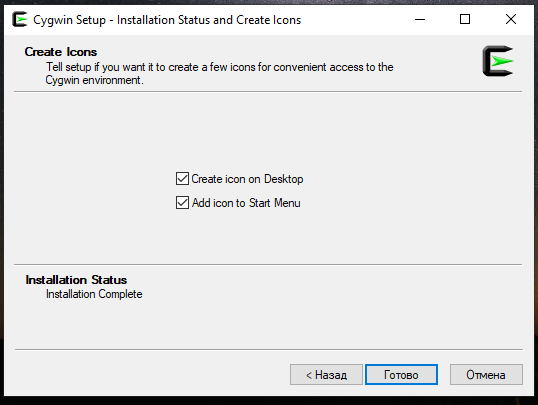 Cygwin Setup - Installation Status and Create Icons
Create Icons
Tell setup if you want it to create a few icons for convenient access to the
Cygwin environment.
Create icon on Desktop
Add icon to Start Menu
Installation Status
Installation Complete
< Назад
Готово
Отмена